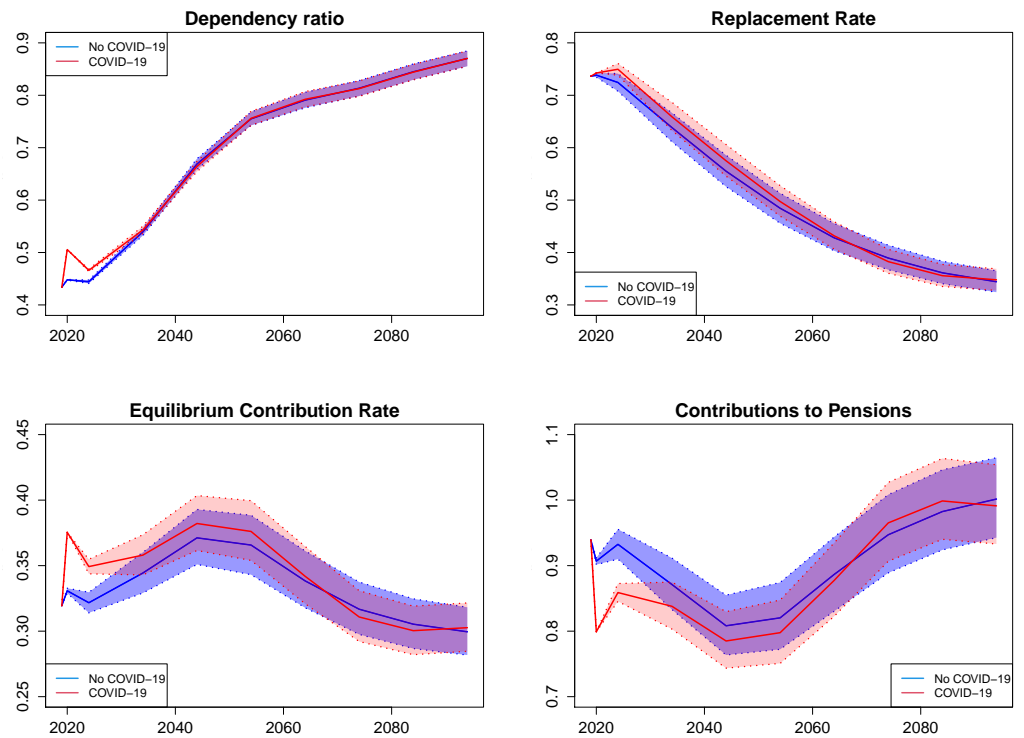 Dependency ratio
0.9
0.8
0.7
0.6
0.5
0.4
No COVID−19
COVID−19
2020 2040 2060 2080
Replacement Rate
0.8
0.7
0.6
0.5
0.4
0.3
No COVID−19
COVID−19
2020 2040 2060 2080
Equilibrium Contribution Rate
0.45
0.40
0.35
0.30
0.25
No COVID−19
COVID−19
2020 2040 2060 2080
Contributions to Pensions
1.1
1.0
0.9
0.8
0.7
No COVID−19
COVID−19
2020 2040 2060 2080